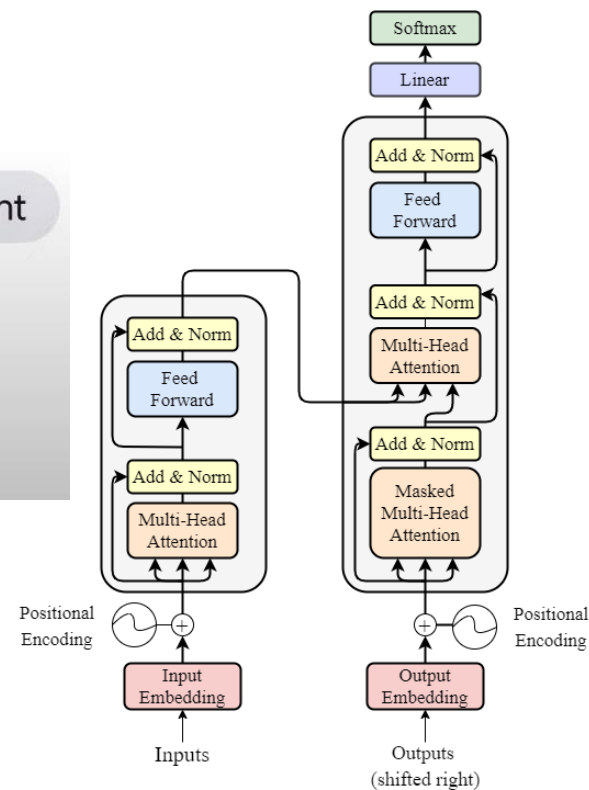 Softmax
Linear
Add & Norm
Feed
Forward
Add & Norm
Multi-Head
Attention
Add & Norm
Masked
Multi-Head
Attention
Add & Norm
Feed
Forward
Add & Norm
Multi-Head
Attention
Positional
Encoding
Positional
Encoding
Input
Embedding
Output
Embedding
Inputs
Outputs
(shifted right)